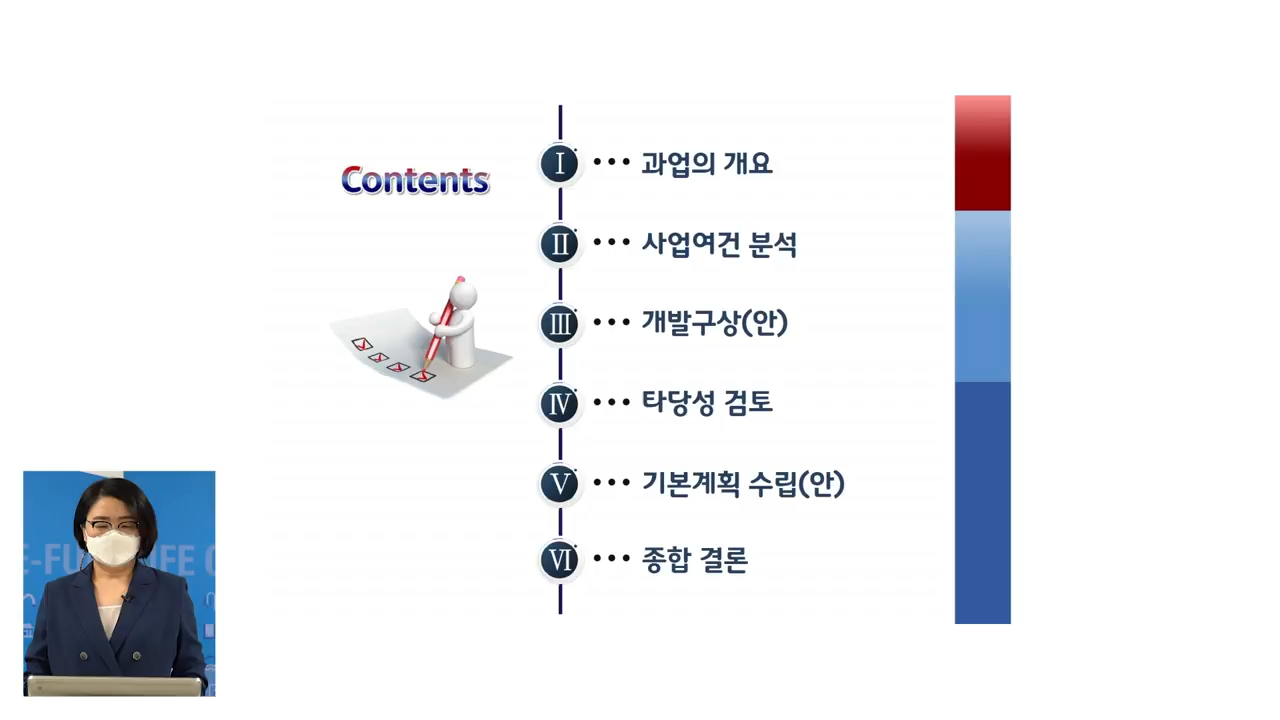 Contents
Ⅰ ••• 과업의 개요
Ⅱ ••• 사업여건 분석
Ⅲ ••• 개발구상(안)
Ⅳ ••• 타당성 검토
Ⅴ ••• 기본계획 수립(안)
Ⅵ ••• 종합 결론